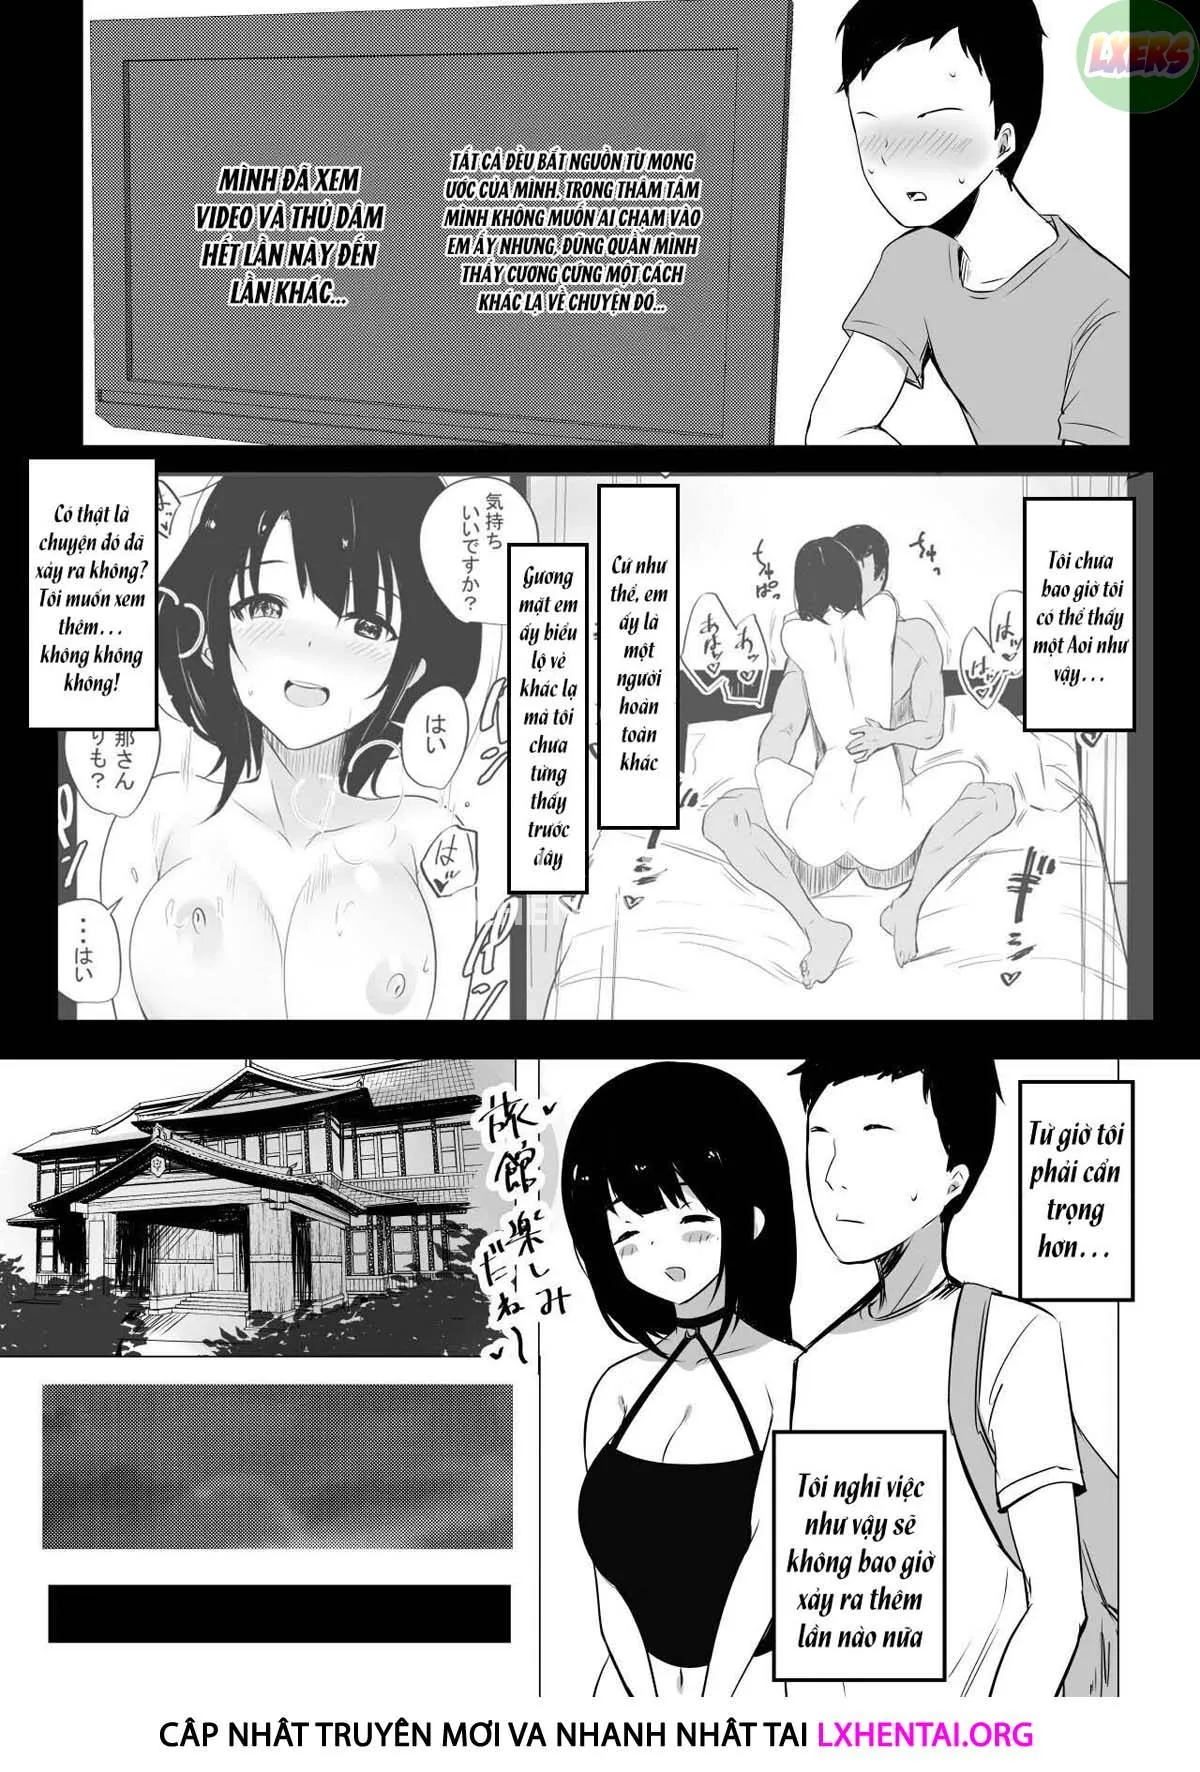 LXERS
TẤT CẢ ĐỀU BẮT NGUỒN TỪ MONG
ƯỚC CỦA MÌNH. TRONG THÂM TÂM
MÌNH KHÔNG MUỐN AI CHẠM VÀO
EM ẤY NHƯNG, ĐŨNG QUẦN MÌNH
THẤY CƯƠNG CỨNG MỘT CÁCH
KHÁC LẠ VỀ CHUYỆN ĐÓ...
MÌNH ĐÃ XEM
VIDEO VÀ THỦ DÂM
HẾT LẦN NÀY ĐẾN
LẦN KHÁC...
Tôi chưa
bao giờ tôi
có thể thấy
một Aoi như
vậy...
Cứ như
thể, em
ấy là
một
người
hoàn
toàn
khác
Gương
mặt em
ấy biểu
lộ vẻ
khác lạ
mà tôi
chưa
từng
thấy
trước
đây
気持ち
いいですか?
はい
Có thật là
chuyện đó đã
xảy ra không?
Tôi muốn xem
thêm...
không không
không!
那さん
りも?
・・・はい
Từ giờ tôi
phải cẩn
trọng
hơn...
旅館楽しみ
だねー
Tôi nghĩ việc
như vậy sẽ
không bao giờ
xảy ra thêm
lần nào nữa
CẬP NHẬT TRUYỆN MỚI VÀ NHANH NHẤT TẠI LXHENTAI.ORG